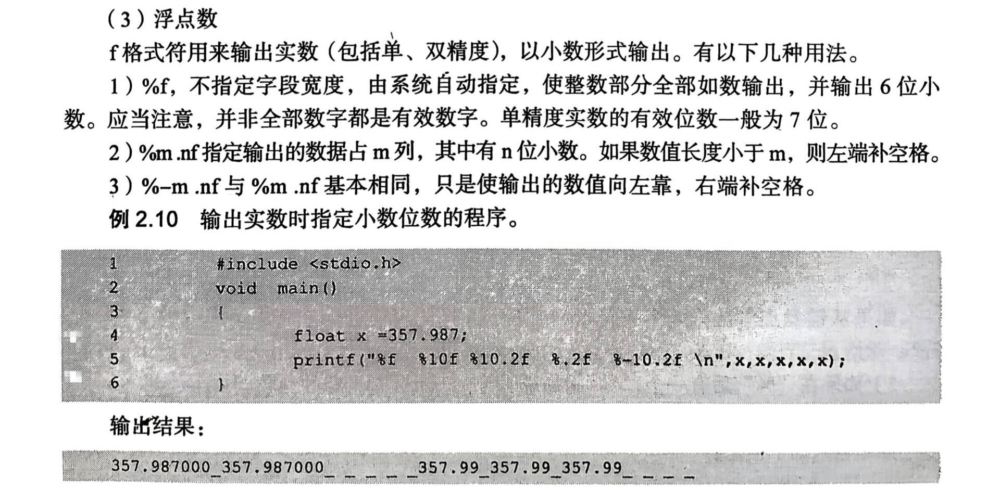 （3）浮点数
f格式符用来输出实数（包括单、双精度），以小数形式输出。有以下几种用法。
1）%f，不指定字段宽度，由系统自动指定，使整数部分全部如数输出，并输出 6 位小
数。应当注意，并非全部数字都是有效数字。单精度实数的有效位数一般为 7 位。
2）%m .nf 指定输出的数据占 m 列，其中有 n 位小数。如果数值长度小于 m，则左端补空格。
3）%–m .nf 与 %m .nf 基本相同，只是使输出的数值向左靠，右端补空格。
例 2.10 输出实数时指定小数位数的程序。
1 #include <stdio.h>
2 void  main()
3 {
4 float x =357.987;
5 printf("%f  %10f %10.2f  %.2f  %-10.2f \n",x,x,x,x,x);
6 }
输出结果：
357.987000_357.987000_ _ _ _ _357.99_357.99_357.99_ _ _ _